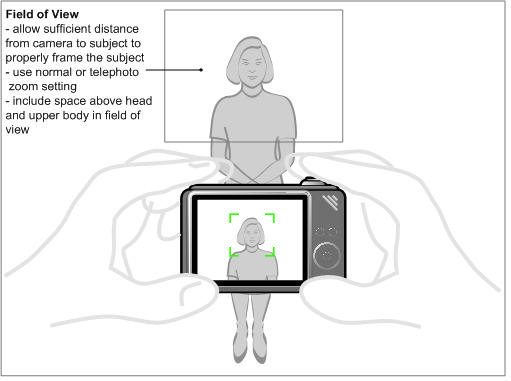 Field of View
- allow sufficient distance
from camera to subject to
properly frame the subject
- use normal or telephoto
zoom setting
- include space above head
and upper body in field of
view